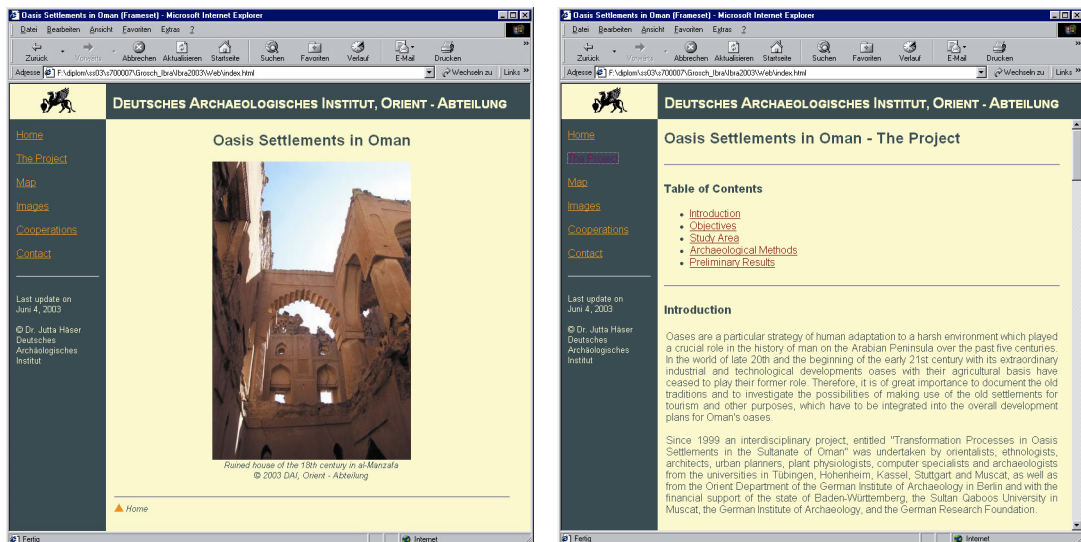 Oasis Settlements in Oman (Frameset) - Microsoft Internet Explorer
Datei Bearbeiten Ansicht Favoriten Extras ?
Zurück Vorwärts Abbrechen Aktualisieren Startseite Suchen Favoriten Verlauf E-Mail Drucken »
Adresse F:\diplom\ss03\s700007\Grosch_Ibra\Ibra2003\Web\index.html Wechseln zu Links »
DEUTSCHES ARCHAEOLOGISCHES INSTITUT, ORIENT - ABTEILUNG
Home
The Project
Map
Images
Cooperations
Contact
Last update on
Juni 4, 2003
© Dr. Jutta Häser
Deutsches
Archäologisches
Institut
Oasis Settlements in Oman
Ruined house of the 18th century in al-Manzafa
© 2003 DAI, Orient - Abteilung
Home
Fertig Internet
Oasis Settlements in Oman (Frameset) - Microsoft Internet Explorer
Datei Bearbeiten Ansicht Favoriten Extras ?
Zurück Vorwärts Abbrechen Aktualisieren Startseite Suchen Favoriten Verlauf E-Mail Drucken »
Adresse F:\diplom\ss03\s700007\Grosch_Ibra\Ibra2003\Web\index.html Wechseln zu Links »
DEUTSCHES ARCHAEOLOGISCHES INSTITUT, ORIENT - ABTEILUNG
Home
The Project
Map
Images
Cooperations
Contact
Last update on
Juni 4, 2003
© Dr. Jutta Häser
Deutsches
Archäologisches
Institut
Oasis Settlements in Oman - The Project
Table of Contents
• Introduction
• Objectives
• Study Area
• Archaeological Methods
• Preliminary Results
Introduction
Oases are a particular strategy of human adaptation to a harsh environment which played
a crucial role in the history of man on the Arabian Peninsula over the past five centuries.
In the world of late 20th and the beginning of the early 21st century with its extraordinary
industrial and technological developments oases with their agricultural basis have
ceased to play their former role. Therefore, it is of great importance to document the old
traditions and to investigate the possibilities of making use of the old settlements for
tourism and other purposes, which have to be integrated into the overall development
plans for Oman's oases.
Since 1999 an interdisciplinary project, entitled "Transformation Processes in Oasis
Settlements in the Sultanate of Oman" was undertaken by orientalists, ethnologists,
architects, urban planners, plant physiologists, computer specialists and archaeologists
from the universities in Tübingen, Hohenheim, Kassel, Stuttgart and Muscat, as well as
from the Orient Department of the German Institute of Archaeology in Berlin and with the
financial support of the state of Baden-Württemberg, the Sultan Qaboos University in
Muscat, the German Institute of Archaeology, and the German Research Foundation.
Fertig Internet